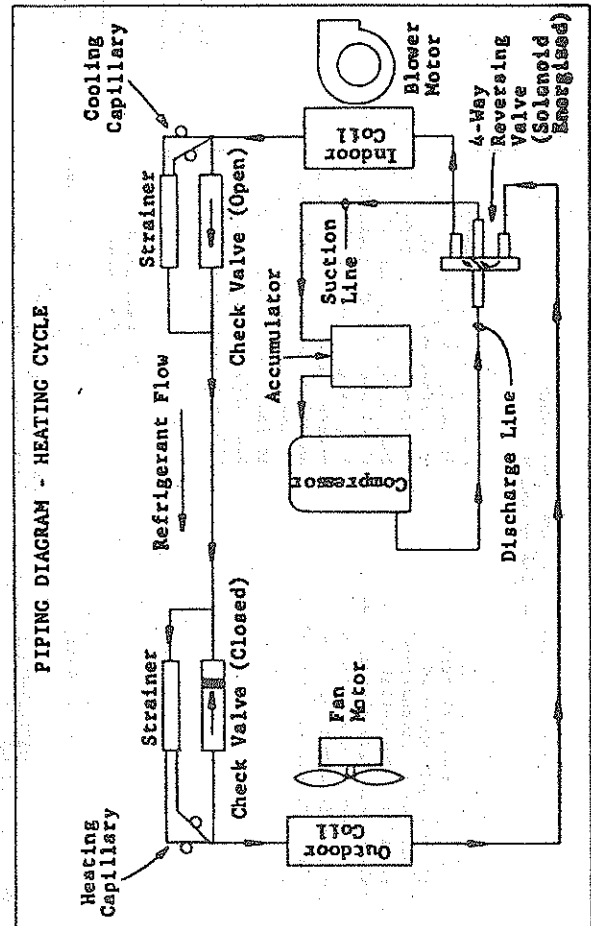 PIPING DIAGRAM - HEATING CYCLE
Heating
Capillary
Strainer
Check Valve (Closed)
Refrigerant Flow
Strainer
Check Valve (Open)
Cooling
Capillary
Outdoor
Coil
Fan
Motor
Compressor
Accumulator
Suction
Line
Indoor
Coil
Blower
Motor
Discharge Line
4-Way
Reversing
Valve
(Solenoid
Energised)